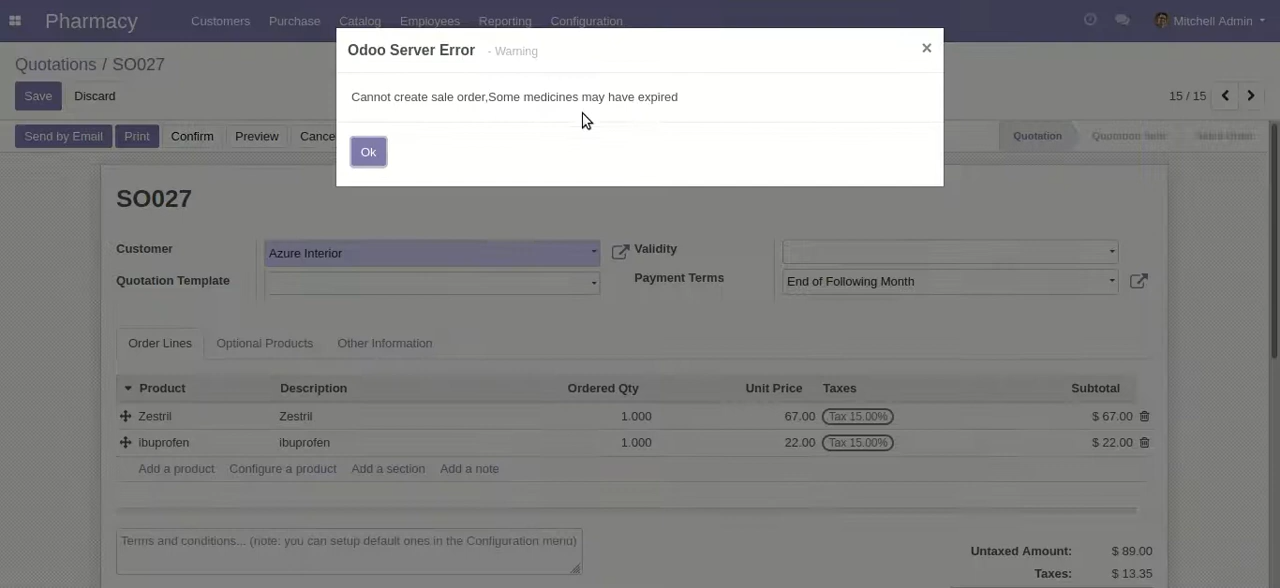 Pharmacy Customers Purchase Catalog Employees Reporting Configuration Mitchell Admin
Odoo Server Error - Warning ×
Quotations / SO027
Save Discard 15 / 15
Cannot create sale order,Some medicines may have expired
Send by Email Print Confirm Preview Cance Quotation Quotation Sent Sales Order
Ok
SO027
Customer Azure Interior Validity
Quotation Template Payment Terms End of Following Month
Order Lines Optional Products Other Information
Product Description Ordered Qty Unit Price Taxes Subtotal
Zestril Zestril 1.000 67.00 Tax 15.00% $ 67.00
ibuprofen ibuprofen 1.000 22.00 Tax 15.00% $ 22.00
Add a product Configure a product Add a section Add a note
Terms and conditions... (note: you can setup default ones in the Configuration menu)
Untaxed Amount: $ 89.00
Taxes: $ 13.35